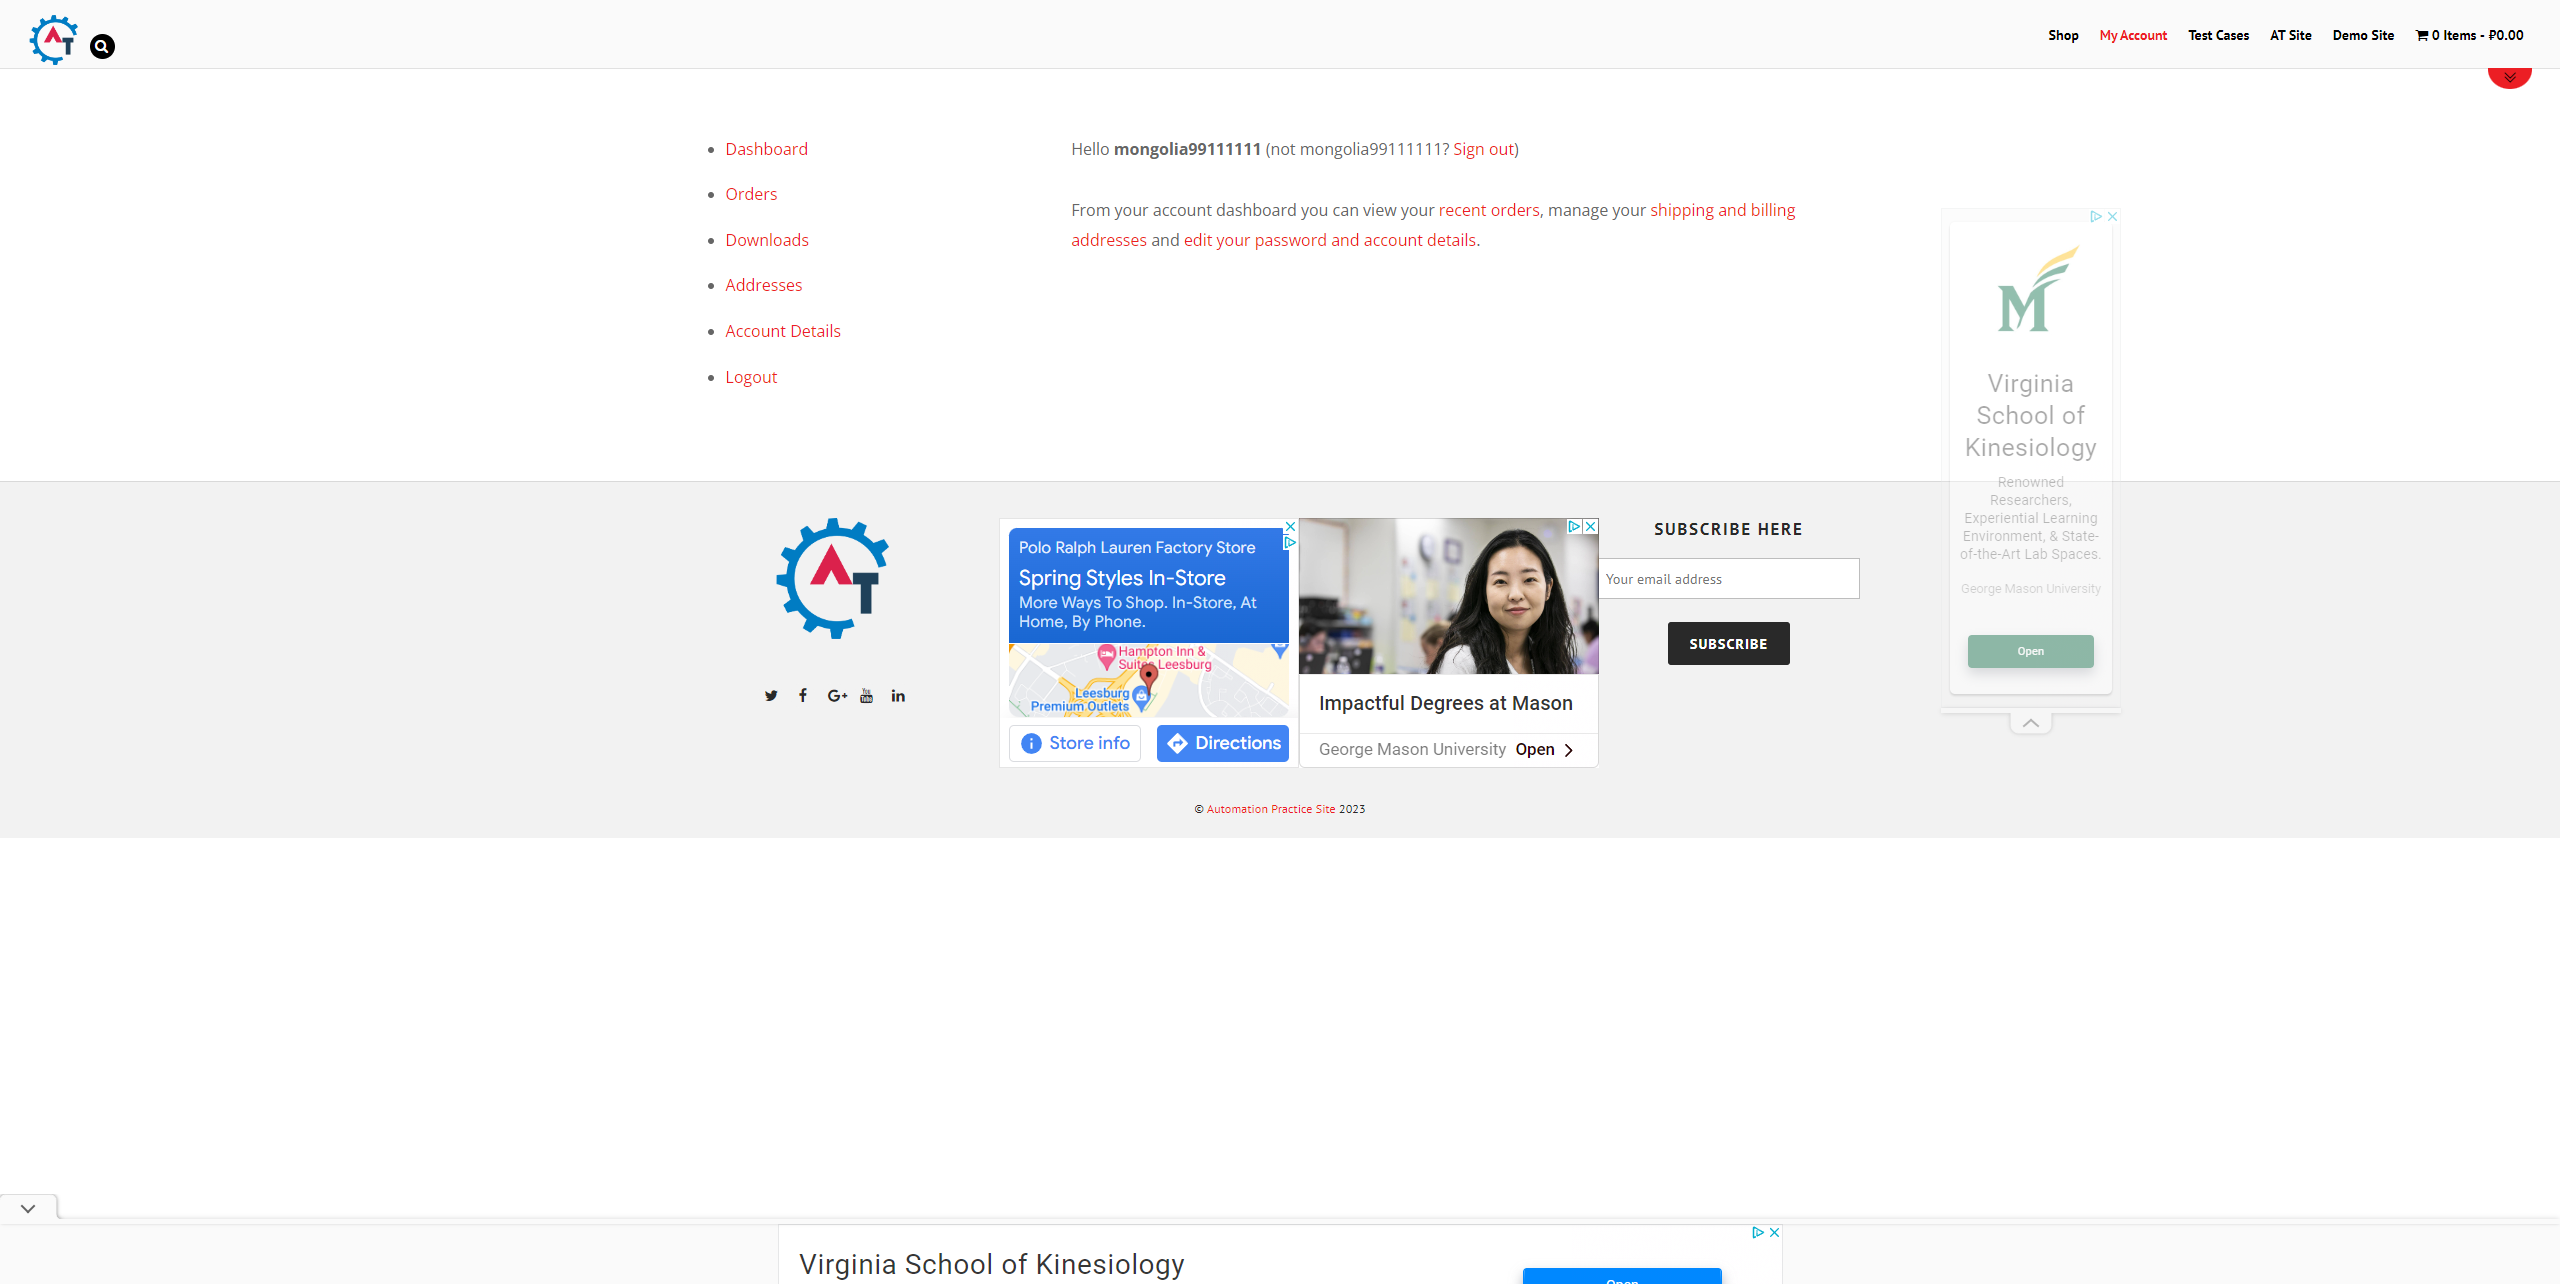 AT
Shop
My Account
Test Cases
AT Site
Demo Site
0 Items - ₽0.00
Dashboard
Orders
Downloads
Addresses
Account Details
Logout
Hello mongolia99111111 (not mongolia99111111? Sign out)
From your account dashboard you can view your recent orders, manage your shipping and billing
addresses and edit your password and account details.
M
Virginia
School of
Kinesiology
Renowned
Researchers,
Experiential Learning
Environment, & State-
of-the-Art Lab Spaces.
George Mason University
Open
AT
G+
You
Tube
in
Polo Ralph Lauren Factory Store
Spring Styles In-Store
More Ways To Shop. In-Store, At
Home, By Phone.
Hampton Inn &
Suites Leesburg
Leesburg
Premium Outlets
Store info
Directions
Impactful Degrees at Mason
George Mason University
Open
SUBSCRIBE HERE
Your email address
SUBSCRIBE
© Automation Practice Site 2023
Virginia School of Kinesiology
Open